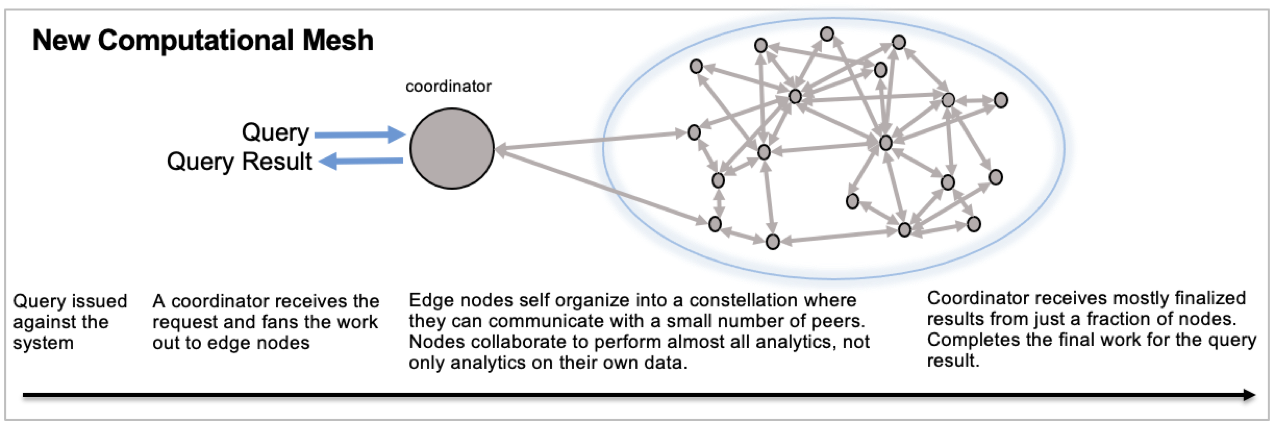 New Computational Mesh
coordinator
Query
Query Result
Query issued
against the
system
A coordinator receives the
request and fans the work
out to edge nodes
Edge nodes self organize into a constellation where
they can communicate with a small number of peers.
Nodes collaborate to perform almost all analytics, not
only analytics on their own data.
Coordinator receives mostly finalized
results from just a fraction of nodes.
Completes the final work for the query
result.